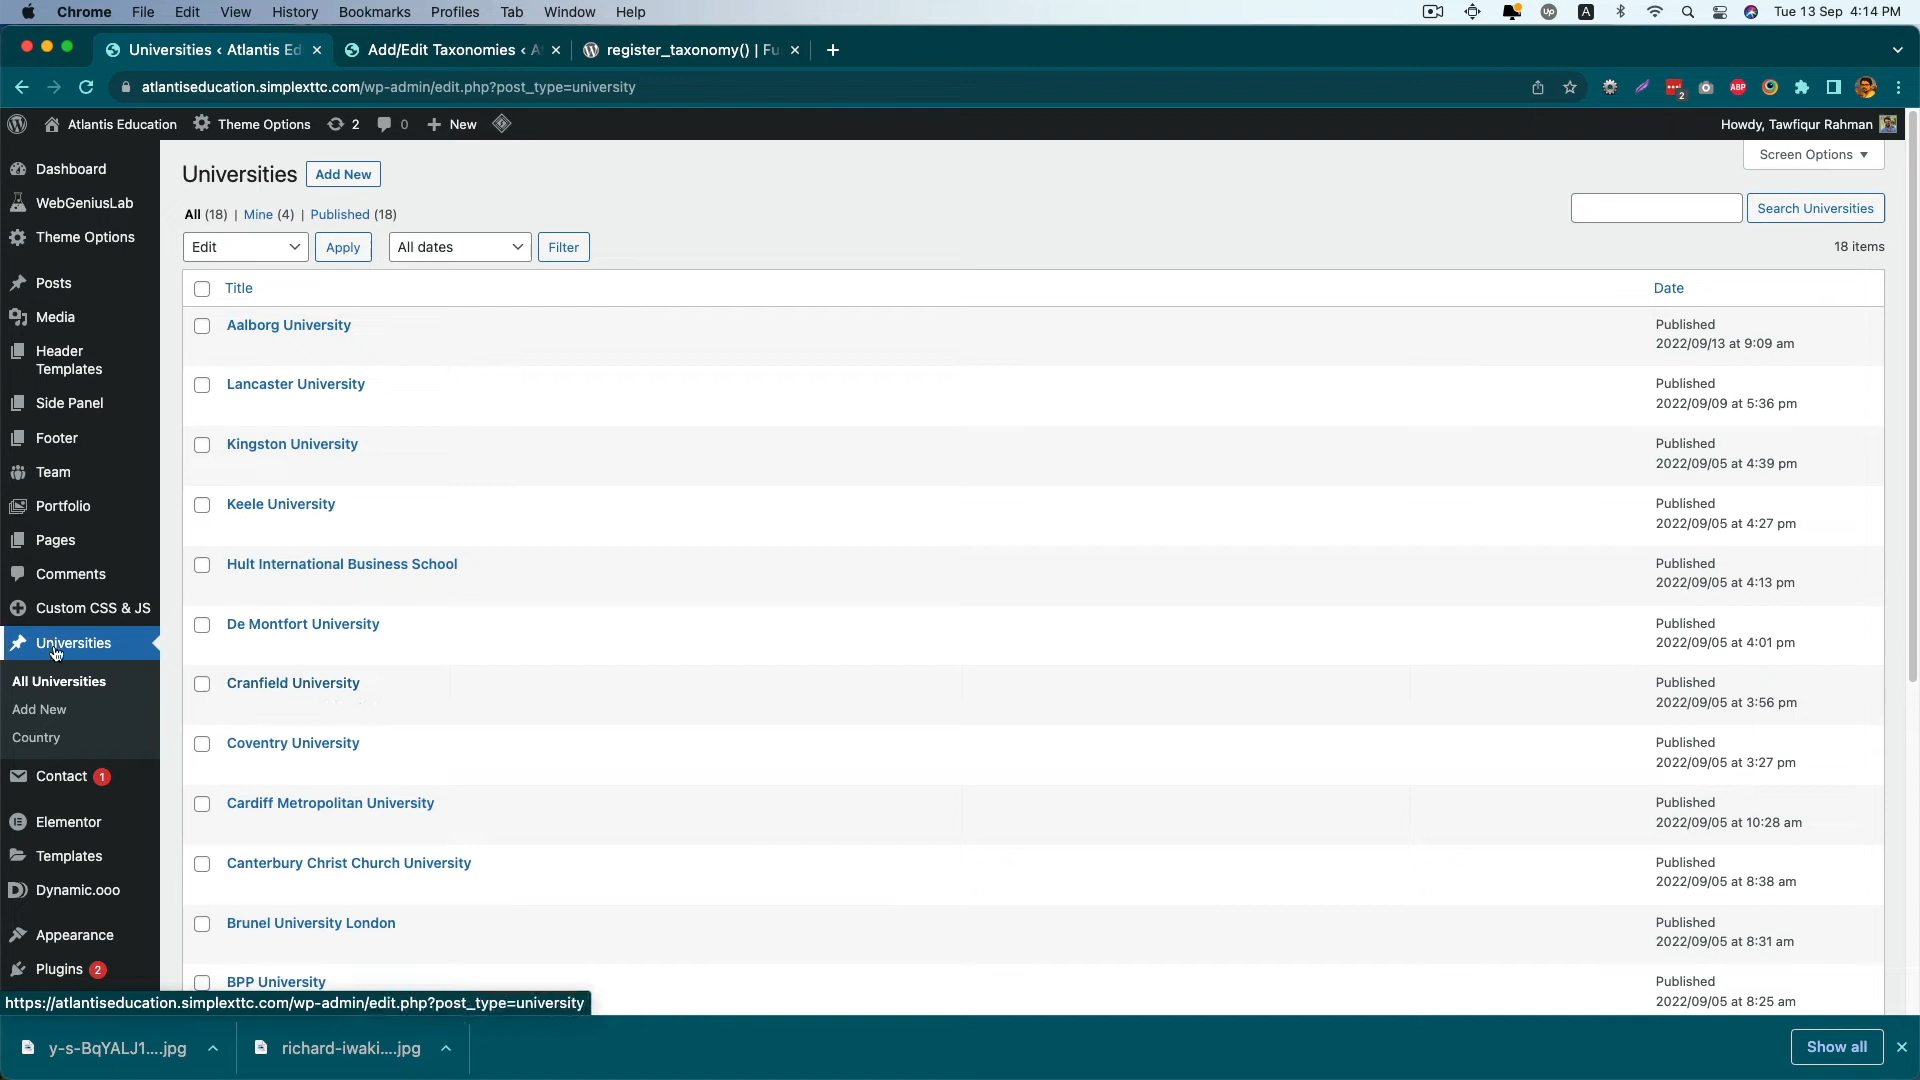 Chrome File Edit View History Bookmarks Profiles Tab Window Help Tue 13 Sep 4:14 PM
Universities ‹ Atlantis Ed Add/Edit Taxonomies ‹ A register_taxonomy() | Fu
atlantiseducation.simplexttc.com/wp-admin/edit.php?post_type=university
Atlantis Education Theme Options 2 0 New Howdy, Tawfiqur Rahman
Screen Options
Dashboard
WebGeniusLab
Theme Options
Posts
Media
Header
Templates
Side Panel
Footer
Team
Portfolio
Pages
Comments
Custom CSS & JS
Universities
All Universities
Add New
Country
Contact 1
Elementor
Templates
Dynamic.ooo
Appearance
Plugins 2
Universities Add New
All (18) | Mine (4) | Published (18)
Search Universities
Edit Apply All dates Filter 18 items
Title Date
Aalborg University Published
2022/09/13 at 9:09 am
Lancaster University Published
2022/09/09 at 5:36 pm
Kingston University Published
2022/09/05 at 4:39 pm
Keele University Published
2022/09/05 at 4:27 pm
Hult International Business School Published
2022/09/05 at 4:13 pm
De Montfort University Published
2022/09/05 at 4:01 pm
Cranfield University Published
2022/09/05 at 3:56 pm
Coventry University Published
2022/09/05 at 3:27 pm
Cardiff Metropolitan University Published
2022/09/05 at 10:28 am
Canterbury Christ Church University Published
2022/09/05 at 8:38 am
Brunel University London Published
2022/09/05 at 8:31 am
BPP University Published
2022/09/05 at 8:25 am
https://atlantiseducation.simplexttc.com/wp-admin/edit.php?post_type=university
y-s-BqYALJ1....jpg richard-iwaki....jpg Show all